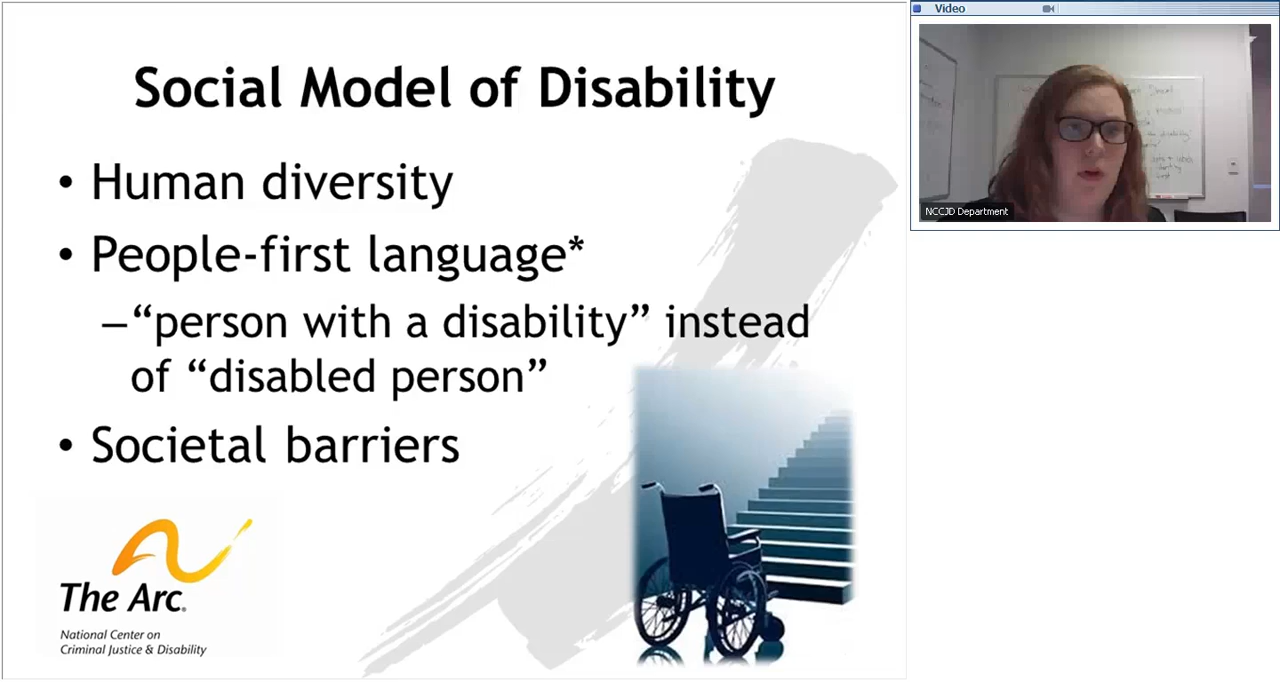 Social Model of Disability
• Human diversity
• People-first language*
–“person with a disability” instead
of “disabled person”
• Societal barriers
The Arc®
National Center on
Criminal Justice & Disability
Video
NCCJD Department